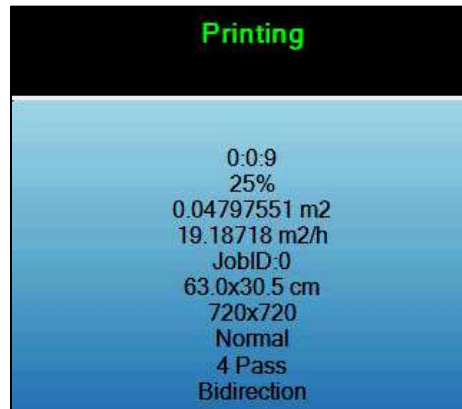 Printing
0:0:9
25%
0.04797551 m2
19.18718 m2/h
JobID:0
63.0x30.5 cm
720x720
Normal
4 Pass
Bidirection